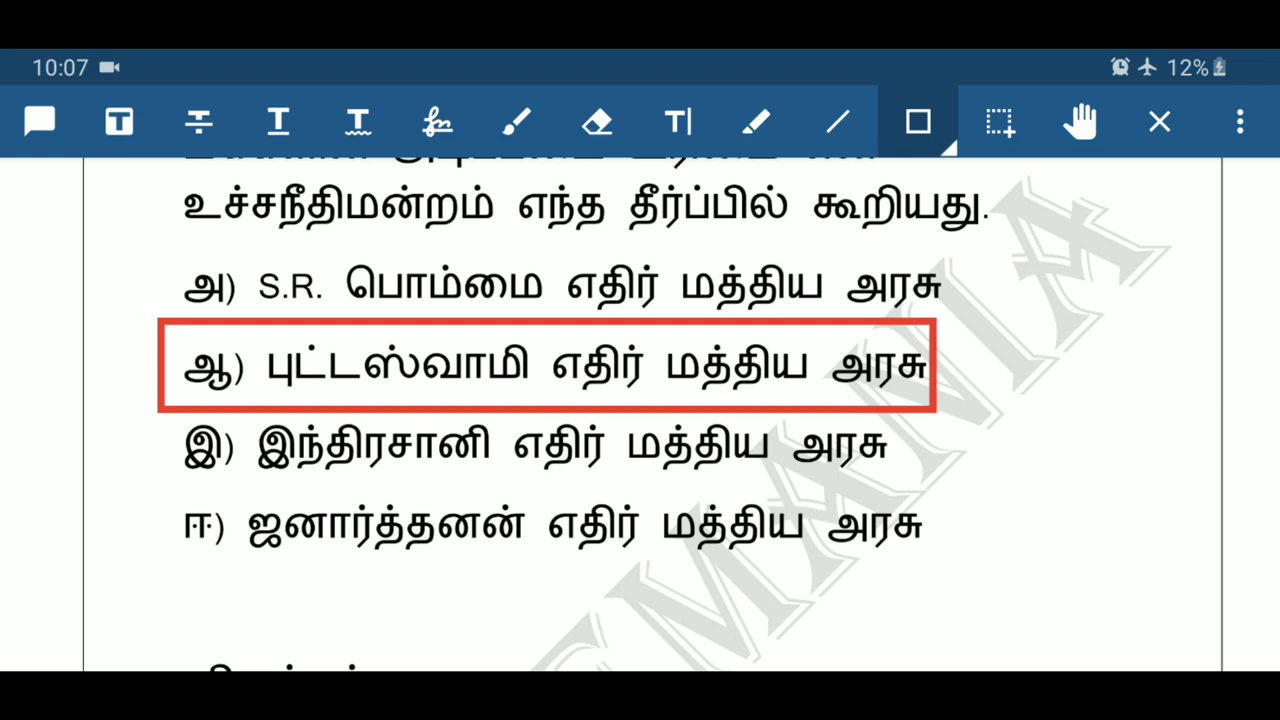 10:07
12%
உச்சநீதிமன்றம் எந்த தீர்ப்பில் கூறியது.
அ) S.R. பொம்மை எதிர் மத்திய அரசு
ஆ) புட்டஸ்வாமி எதிர் மத்திய அரசு
இ) இந்திரசானி எதிர் மத்திய அரசு
ஈ) ஜனார்த்தனன் எதிர் மத்திய அரசு